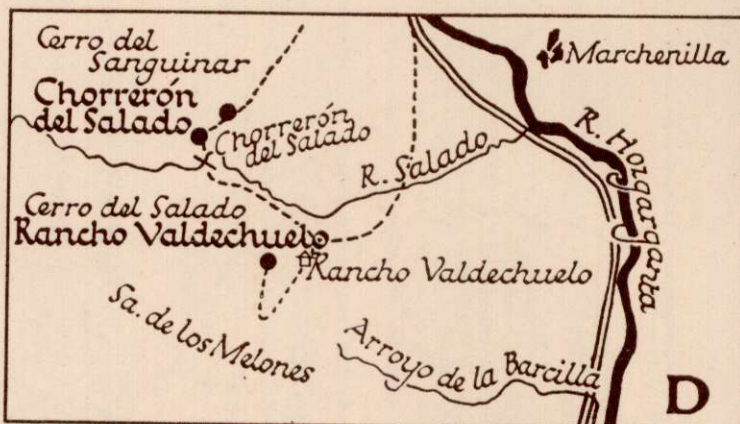 Cerro del
Sanguinar
Chorrerón
del Salado
Marchenilla
Chorrerón
del Salado
R. Salado
R. Hozgarganta
Cerro del Salado
Rancho Valdechuelo
Rancho Valdechuelo
Sa. de los Melones
Arroyo de la Barcilla
D